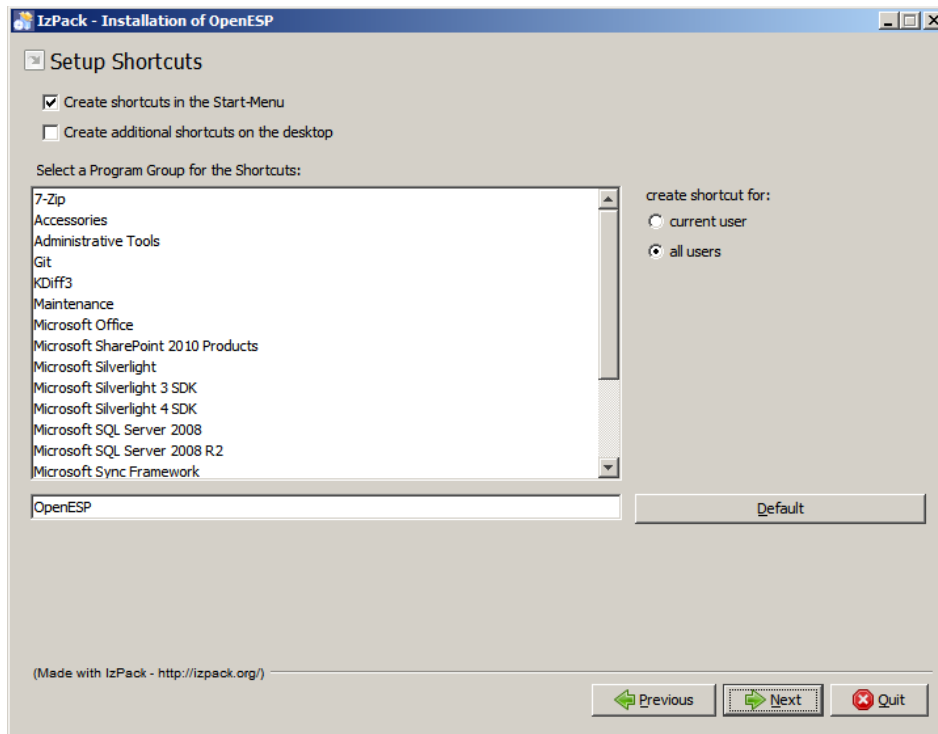 IzPack - Installation of OpenESP
Setup Shortcuts
Create shortcuts in the Start-Menu
Create additional shortcuts on the desktop
Select a Program Group for the Shortcuts:
7-Zip
Accessories
Administrative Tools
Git
KDiff3
Maintenance
Microsoft Office
Microsoft SharePoint 2010 Products
Microsoft Silverlight
Microsoft Silverlight 3 SDK
Microsoft Silverlight 4 SDK
Microsoft SQL Server 2008
Microsoft SQL Server 2008 R2
Microsoft Sync Framework
create shortcut for:
current user
all users
OpenESP
Default
(Made with IzPack - http://izpack.org/)
Previous
Next
Quit